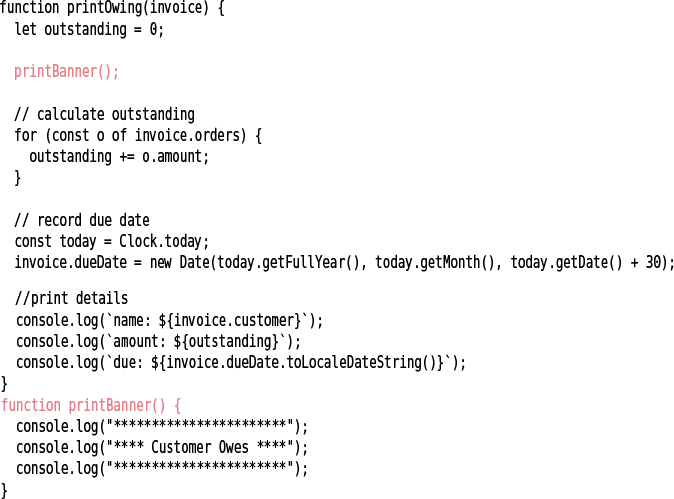 function printOwing(invoice) {
  let outstanding = 0;
  printBanner();
  // calculate outstanding
  for (const o of invoice.orders) {
    outstanding += o.amount;
  }
  // record due date
  const today = Clock.today;
  invoice.dueDate = new Date(today.getFullYear(), today.getMonth(), today.getDate() + 30);
  //print details
  console.log(`name: ${invoice.customer}`);
  console.log(`amount: ${outstanding}`);
  console.log(`due: ${invoice.dueDate.toLocaleDateString()}`);
}
function printBanner() {
  console.log("***********************");
  console.log("**** Customer Owes ****");
  console.log("***********************");
}